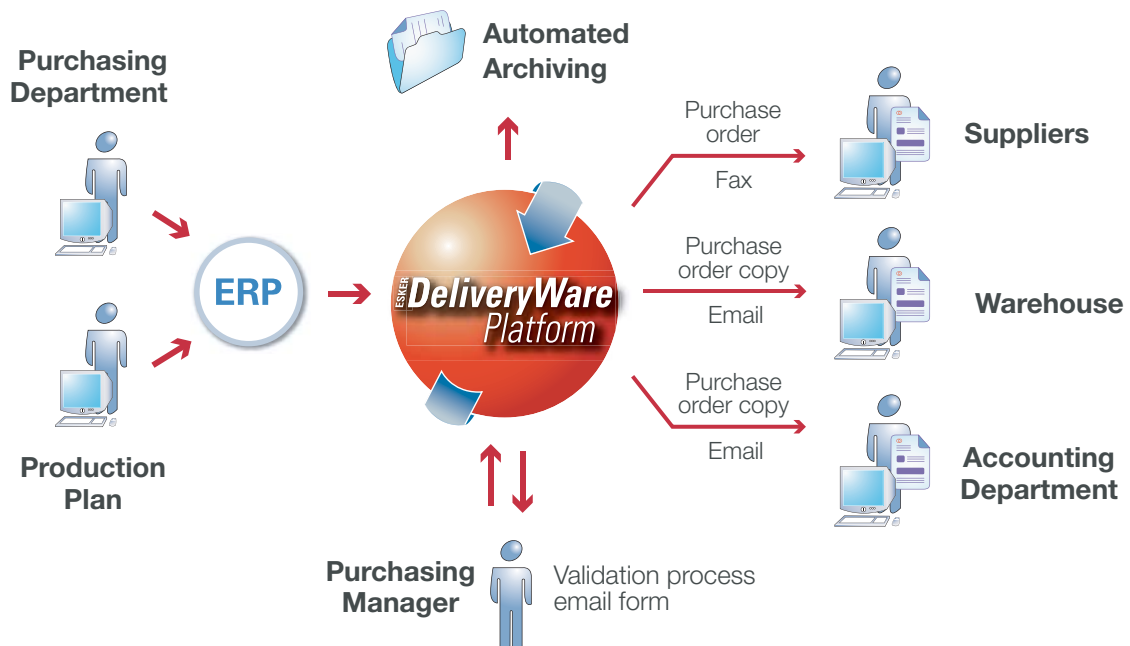 Purchasing
Department
Automated
Archiving
Purchase
order
Fax
Suppliers
ERP
ESKER
DeliveryWare
Platform
Purchase
order copy
Email
Warehouse
Production
Plan
Purchase
order copy
Email
Accounting
Department
Purchasing
Manager
Validation process
email form